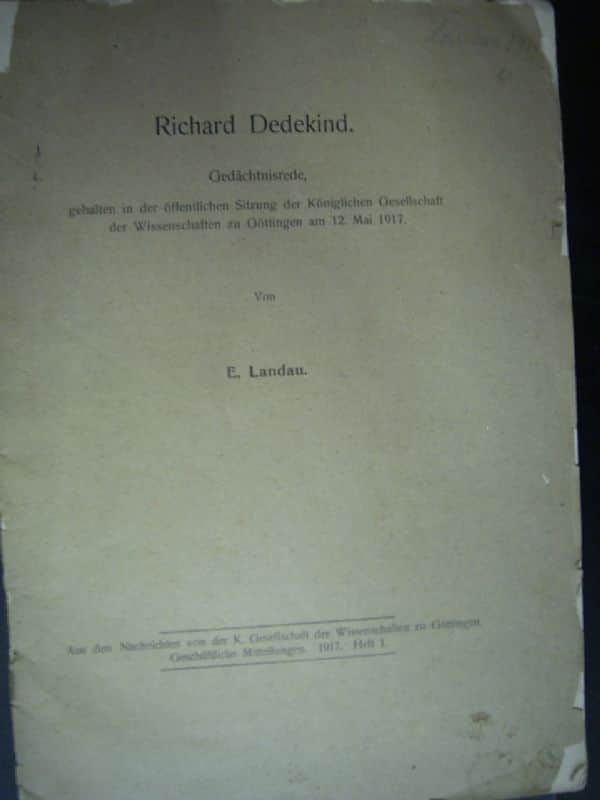 Richard Dedekind.
Gedächtnisrede,
gehalten in der öffentlichen Sitzung der Königlichen Gesellschaft
der Wissenschaften zu Göttingen am 12. Mai 1917.
Von
E. Landau.
Aus den Nachrichten von der K. Gesellschaft der Wissenschaften zu Göttingen.
Geschäftliche Mitteilungen. 1917. Heft 1.